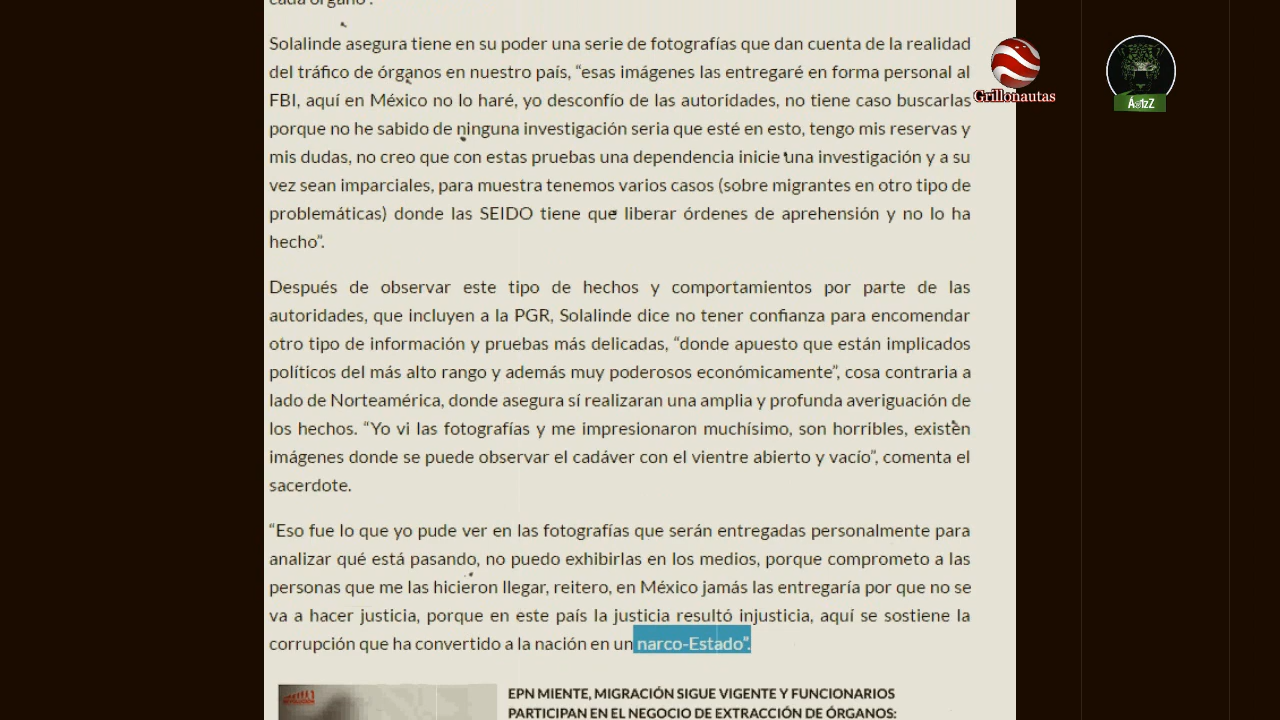 cada órgano”.
Solalinde asegura tiene en su poder una serie de fotografías que dan cuenta de la realidad
del tráfico de órganos en nuestro país, “esas imágenes las entregaré en forma personal al
FBI, aquí en México no lo haré, yo desconfío de las autoridades, no tiene caso buscarlas
porque no he sabido de ninguna investigación seria que esté en esto, tengo mis reservas y
mis dudas, no creo que con estas pruebas una dependencia inicie una investigación y a su
vez sean imparciales, para muestra tenemos varios casos (sobre migrantes en otro tipo de
problemáticas) donde las SEIDO tiene que liberar órdenes de aprehensión y no lo ha
hecho”.
Después de observar este tipo de hechos y comportamientos por parte de las
autoridades, que incluyen a la PGR, Solalinde dice no tener confianza para encomendar
otro tipo de información y pruebas más delicadas, “donde apuesto que están implicados
políticos del más alto rango y además muy poderosos económicamente”, cosa contraria a
lado de Norteamérica, donde asegura sí realizaran una amplia y profunda averiguación de
los hechos. “Yo vi las fotografías y me impresionaron muchísimo, son horribles, existen
imágenes donde se puede observar el cadáver con el vientre abierto y vacío”, comenta el
sacerdote.
“Eso fue lo que yo pude ver en las fotografías que serán entregadas personalmente para
analizar qué está pasando, no puedo exhibirlas en los medios, porque comprometo a las
personas que me las hicieron llegar, reitero, en México jamás las entregaría por que no se
va a hacer justicia, porque en este país la justicia resultó injusticia, aquí se sostiene la
corrupción que ha convertido a la nación en un narco-Estado”.
EPN MIENTE, MIGRACIÓN SIGUE VIGENTE Y FUNCIONARIOS
PARTICIPAN EN EL NEGOCIO DE EXTRACCIÓN DE ÓRGANOS:
Grillonautas